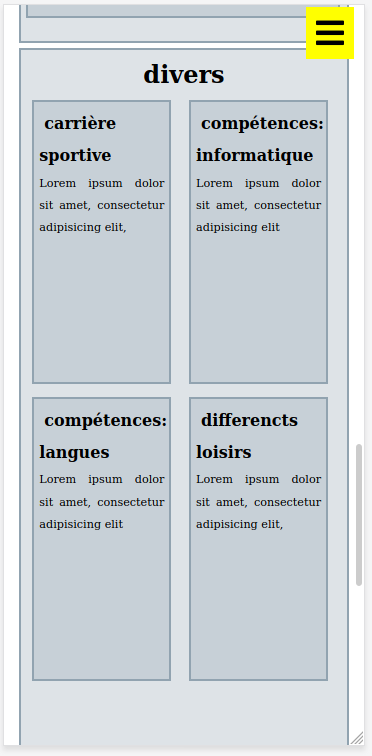 divers
carrière
sportive
Lorem ipsum dolor
sit amet, consectetur
adipisicing elit,
compétences:
informatique
Lorem ipsum dolor
sit amet, consectetur
adipisicing elit
compétences:
langues
Lorem ipsum dolor
sit amet, consectetur
adipisicing elit
differencts
loisirs
Lorem ipsum dolor
sit amet, consectetur
adipisicing elit,